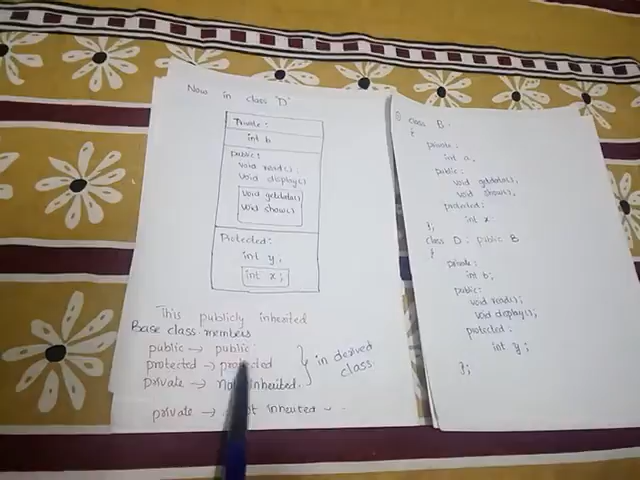 Now in class "D"
Private:
int b
public:
void read();
void display()
void getdata()
void show()
Protected:
int y,
int x;
This publicly inherited
Base class members
public → public
protected → protected
private → not inherited.
} in derived class.
private → inherited
class B
{
private:
int a,
public:
void getdata();
void show();
protected:
int x
};
class D: public B
{
private:
int b;
public:
void read();
void display();
protected:
int y;
};